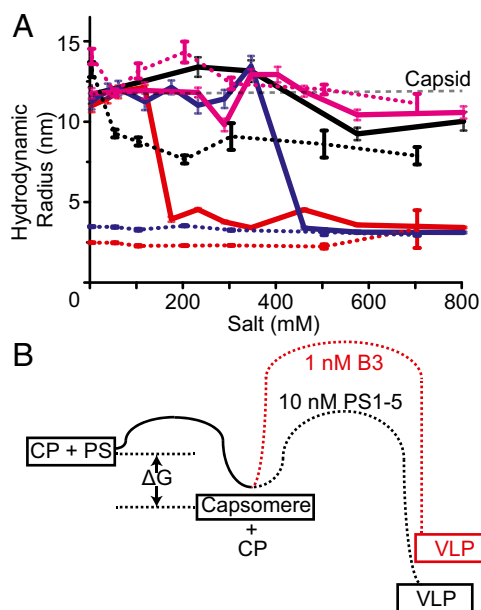 A
15
10
5
0
Hydrodynamic
Radius (nm)
Capsid
200
400
600
800
Salt (mM)
B
1 nM B3
10 nM PS1-5
CP + PS
ΔG
Capsomere
+
CP
VLP
VLP